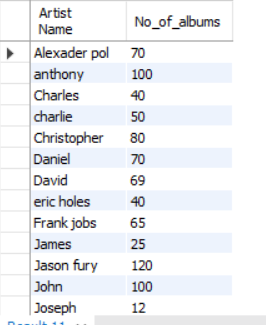 Artist
Name No_of_albums
Alexader pol 70
anthony 100
Charles 40
charlie 50
Christopher 80
Daniel 70
David 69
eric holes 40
Frank jobs 65
James 25
Jason fury 120
John 100
Joseph 12
Result 11